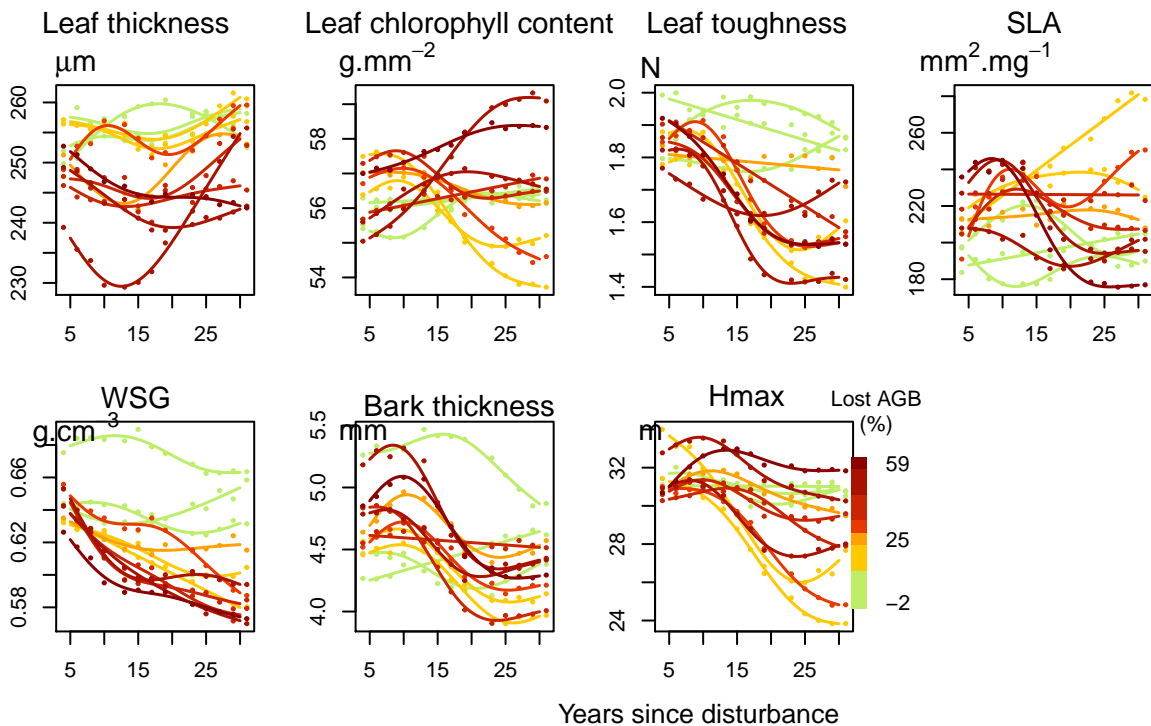 Leaf thickness
Leaf chlorophyll content
Leaf toughness
SLA
μm
g.mm−2
N
mm2.mg−1
230 240 250 260
54 56 58
1.4 1.6 1.8 2.0
180 220 260
5 15 25
5 15 25
5 15 25
5 15 25
WSG
Bark thickness
Hmax
g.cm 3
mm
m
Lost AGB
(%)
59
25
−2
0.58 0.62 0.66
4.0 4.5 5.0 5.5
24 28 32
5 15 25
5 15 25
5 15 25
Years since disturbance